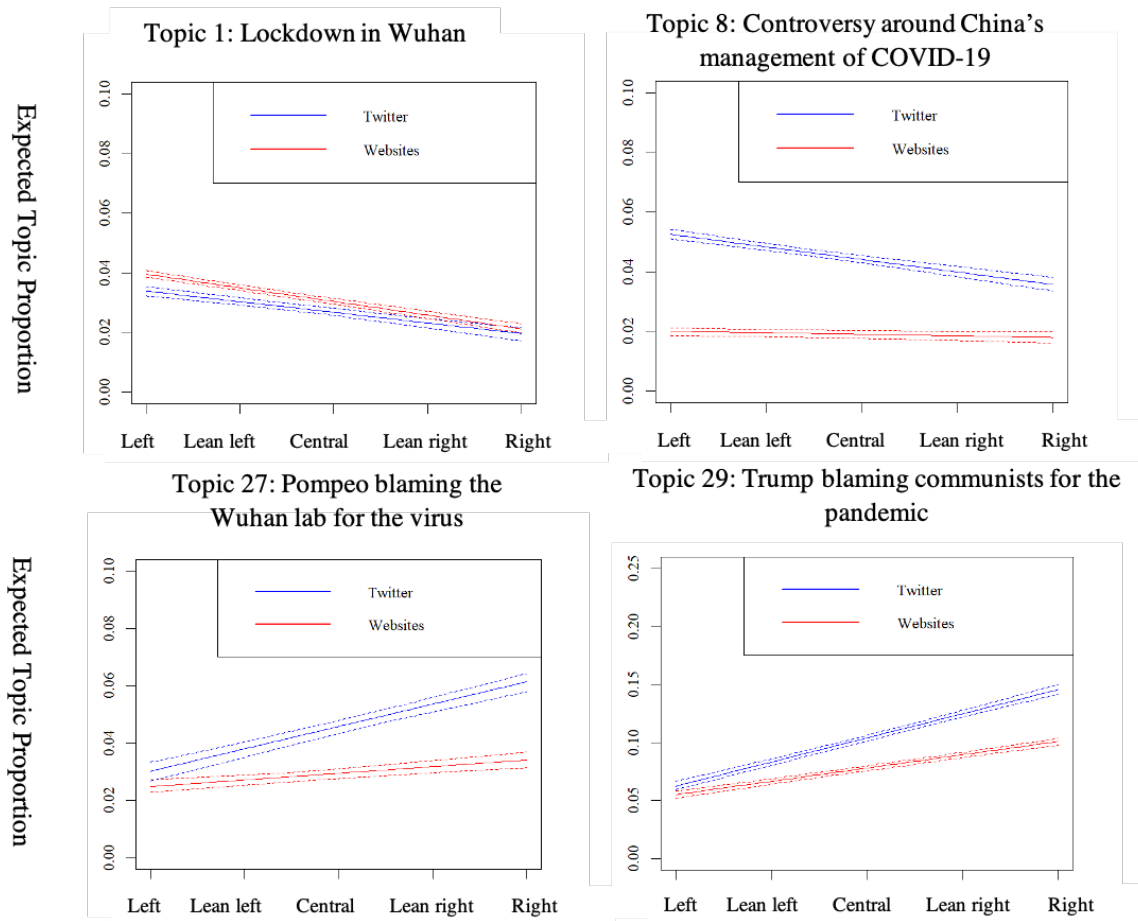 Topic 1: Lockdown in Wuhan
Expected Topic Proportion
0.10
0.08
0.06
0.04
0.02
0.00
Twitter
Websites
Left Lean left Central Lean right Right
Topic 8: Controversy around China's
management of COVID-19
0.10
0.08
0.06
0.04
0.02
0.00
Twitter
Websites
Left Lean left Central Lean right Right
Topic 27: Pompeo blaming the
Wuhan lab for the virus
Expected Topic Proportion
0.10
0.08
0.06
0.04
0.02
0.00
Twitter
Websites
Left Lean left Central Lean right Right
Topic 29: Trump blaming communists for the
pandemic
0.25
0.20
0.15
0.10
0.05
0.00
Twitter
Websites
Left Lean left Central Lean right Right